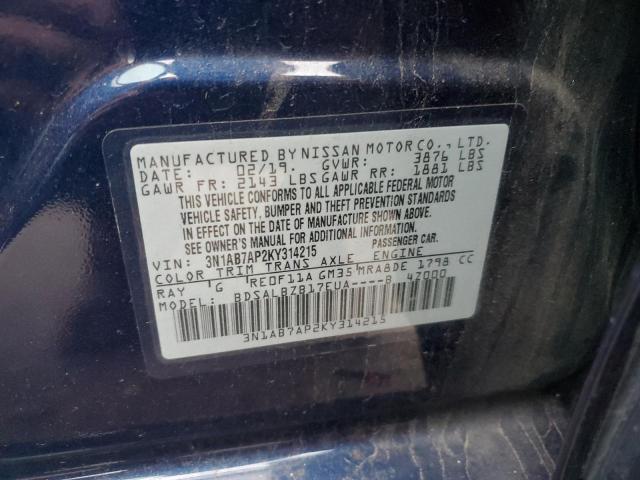 MANUFACTURED BY NISSAN MOTOR CO., LTD.
DATE: 02/19. GVWR: 3876 LBS
GAWR FR: 2143 LBS GAWR RR: 1881 LBS
THIS VEHICLE CONFORMS TO ALL APPLICABLE FEDERAL MOTOR
VEHICLE SAFETY, BUMPER AND THEFT PREVENTION STANDARDS
IN EFFECT ON THE DATE OF MANUFACTURE SHOWN ABOVE.
SEE OWNER'S MANUAL FOR ADDITIONAL INFORMATION.
VIN: 3N1AB7AP2KY314215 PASSENGER CAR.
COLOR TRIM TRANS AXLE ENGINE
RAY G RE0F11A GM35 MRA8DE 1798 CC
BDSALBZB17EUA----B 42000
3N1AB7AP2KY314215